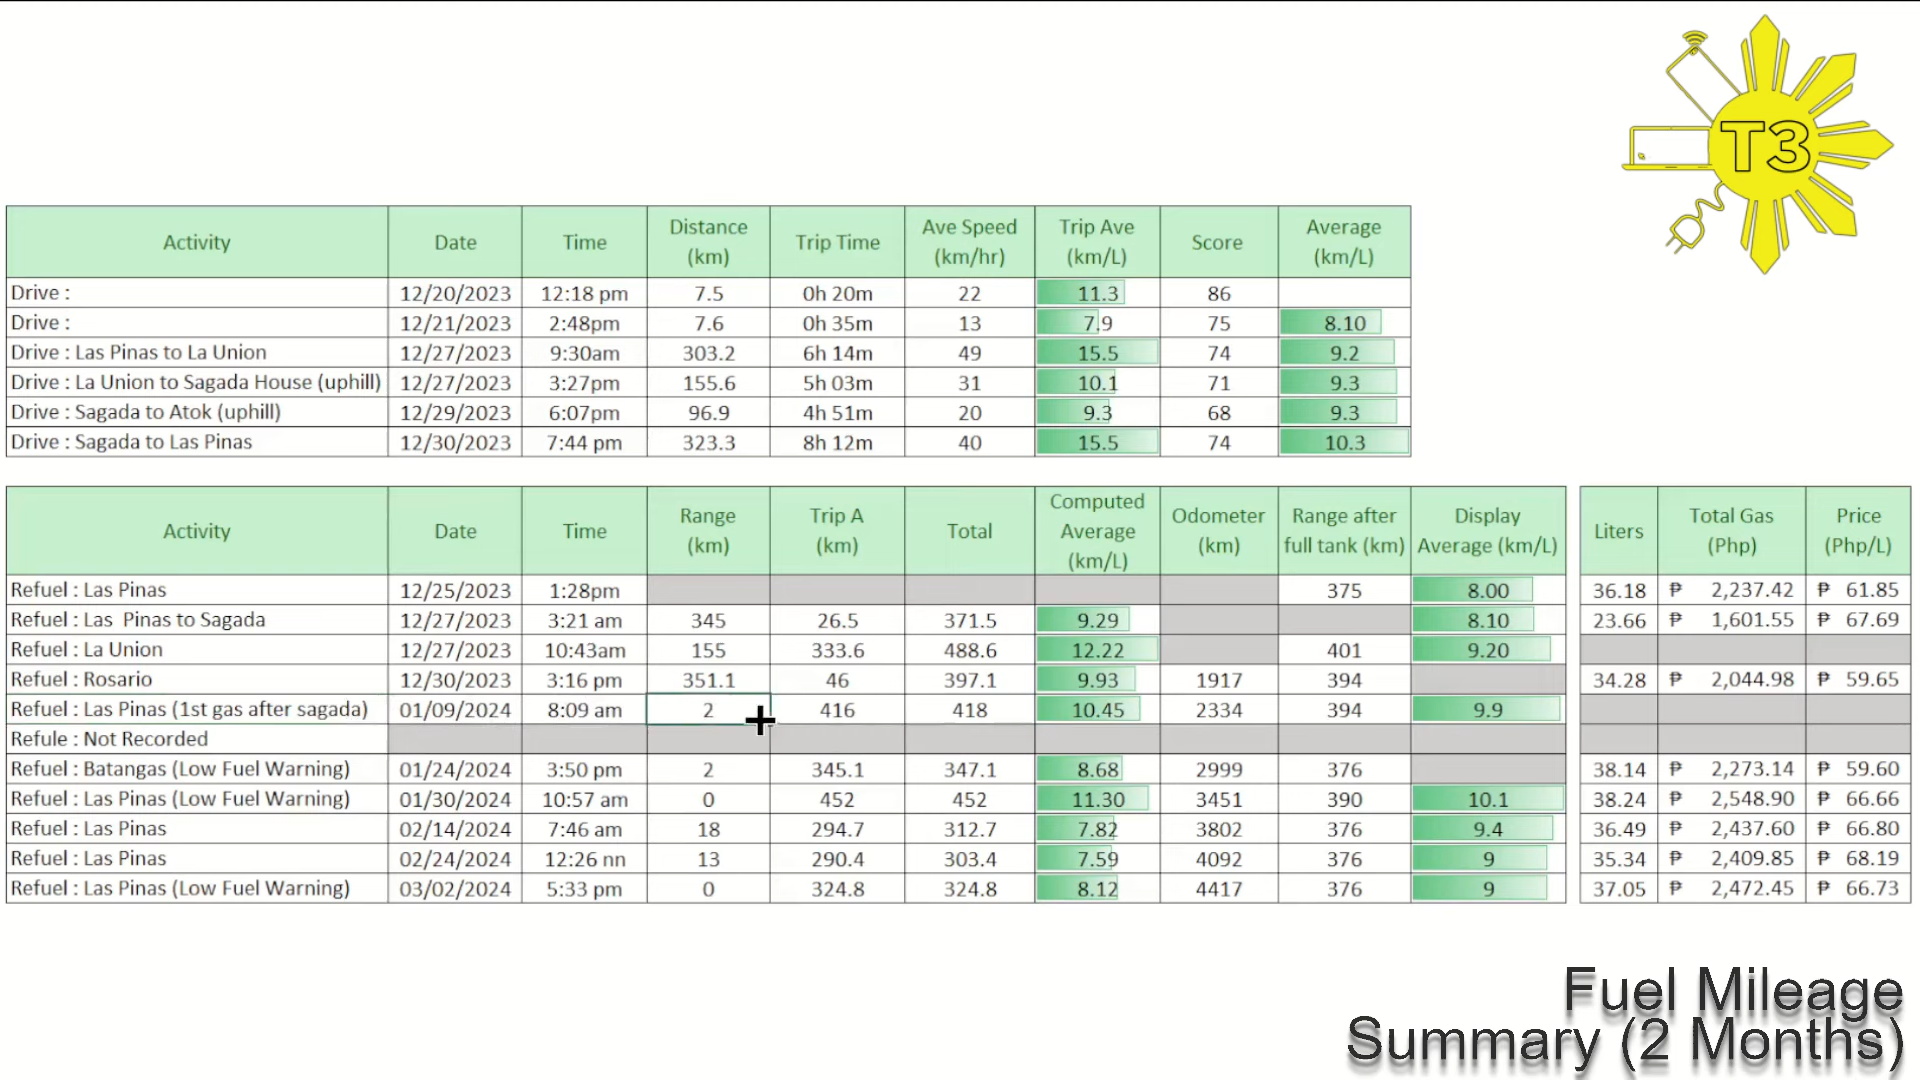 T3
Activity Date Time Distance (km) Trip Time Ave Speed (km/hr) Trip Ave (km/L) Score Average (km/L)
Drive : 12/20/2023 12:18 pm 7.5 0h 20m 22 11.3 86
Drive : 12/21/2023 2:48pm 7.6 0h 35m 13 7.9 75 8.10
Drive : Las Pinas to La Union 12/27/2023 9:30am 303.2 6h 14m 49 15.5 74 9.2
Drive : La Union to Sagada House (uphill) 12/27/2023 3:27pm 155.6 5h 03m 31 10.1 71 9.3
Drive : Sagada to Atok (uphill) 12/29/2023 6:07pm 96.9 4h 51m 20 9.3 68 9.3
Drive : Sagada to Las Pinas 12/30/2023 7:44 pm 323.3 8h 12m 40 15.5 74 10.3
Activity Date Time Range (km) Trip A (km) Total Computed Average (km/L) Odometer (km) Range after full tank (km) Display Average (km/L) Liters Total Gas (Php) Price (Php/L)
Refuel : Las Pinas 12/25/2023 1:28pm 375 8.00 36.18 ₱ 2,237.42 ₱ 61.85
Refuel : Las Pinas to Sagada 12/27/2023 3:21 am 345 26.5 371.5 9.29 8.10 23.66 ₱ 1,601.55 ₱ 67.69
Refuel : La Union 12/27/2023 10:43am 155 333.6 488.6 12.22 401 9.20
Refuel : Rosario 12/30/2023 3:16 pm 351.1 46 397.1 9.93 1917 394 34.28 ₱ 2,044.98 ₱ 59.65
Refuel : Las Pinas (1st gas after sagada) 01/09/2024 8:09 am 2 416 418 10.45 2334 394 9.9
Refule : Not Recorded
Refuel : Batangas (Low Fuel Warning) 01/24/2024 3:50 pm 2 345.1 347.1 8.68 2999 376 38.14 ₱ 2,273.14 ₱ 59.60
Refuel : Las Pinas (Low Fuel Warning) 01/30/2024 10:57 am 0 452 452 11.30 3451 390 10.1 38.24 ₱ 2,548.90 ₱ 66.66
Refuel : Las Pinas 02/14/2024 7:46 am 18 294.7 312.7 7.82 3802 376 9.4 36.49 ₱ 2,437.60 ₱ 66.80
Refuel : Las Pinas 02/24/2024 12:26 nn 13 290.4 303.4 7.59 4092 376 9 35.34 ₱ 2,409.85 ₱ 68.19
Refuel : Las Pinas (Low Fuel Warning) 03/02/2024 5:33 pm 0 324.8 324.8 8.12 4417 376 9 37.05 ₱ 2,472.45 ₱ 66.73
Fuel Mileage
Summary (2 Months)